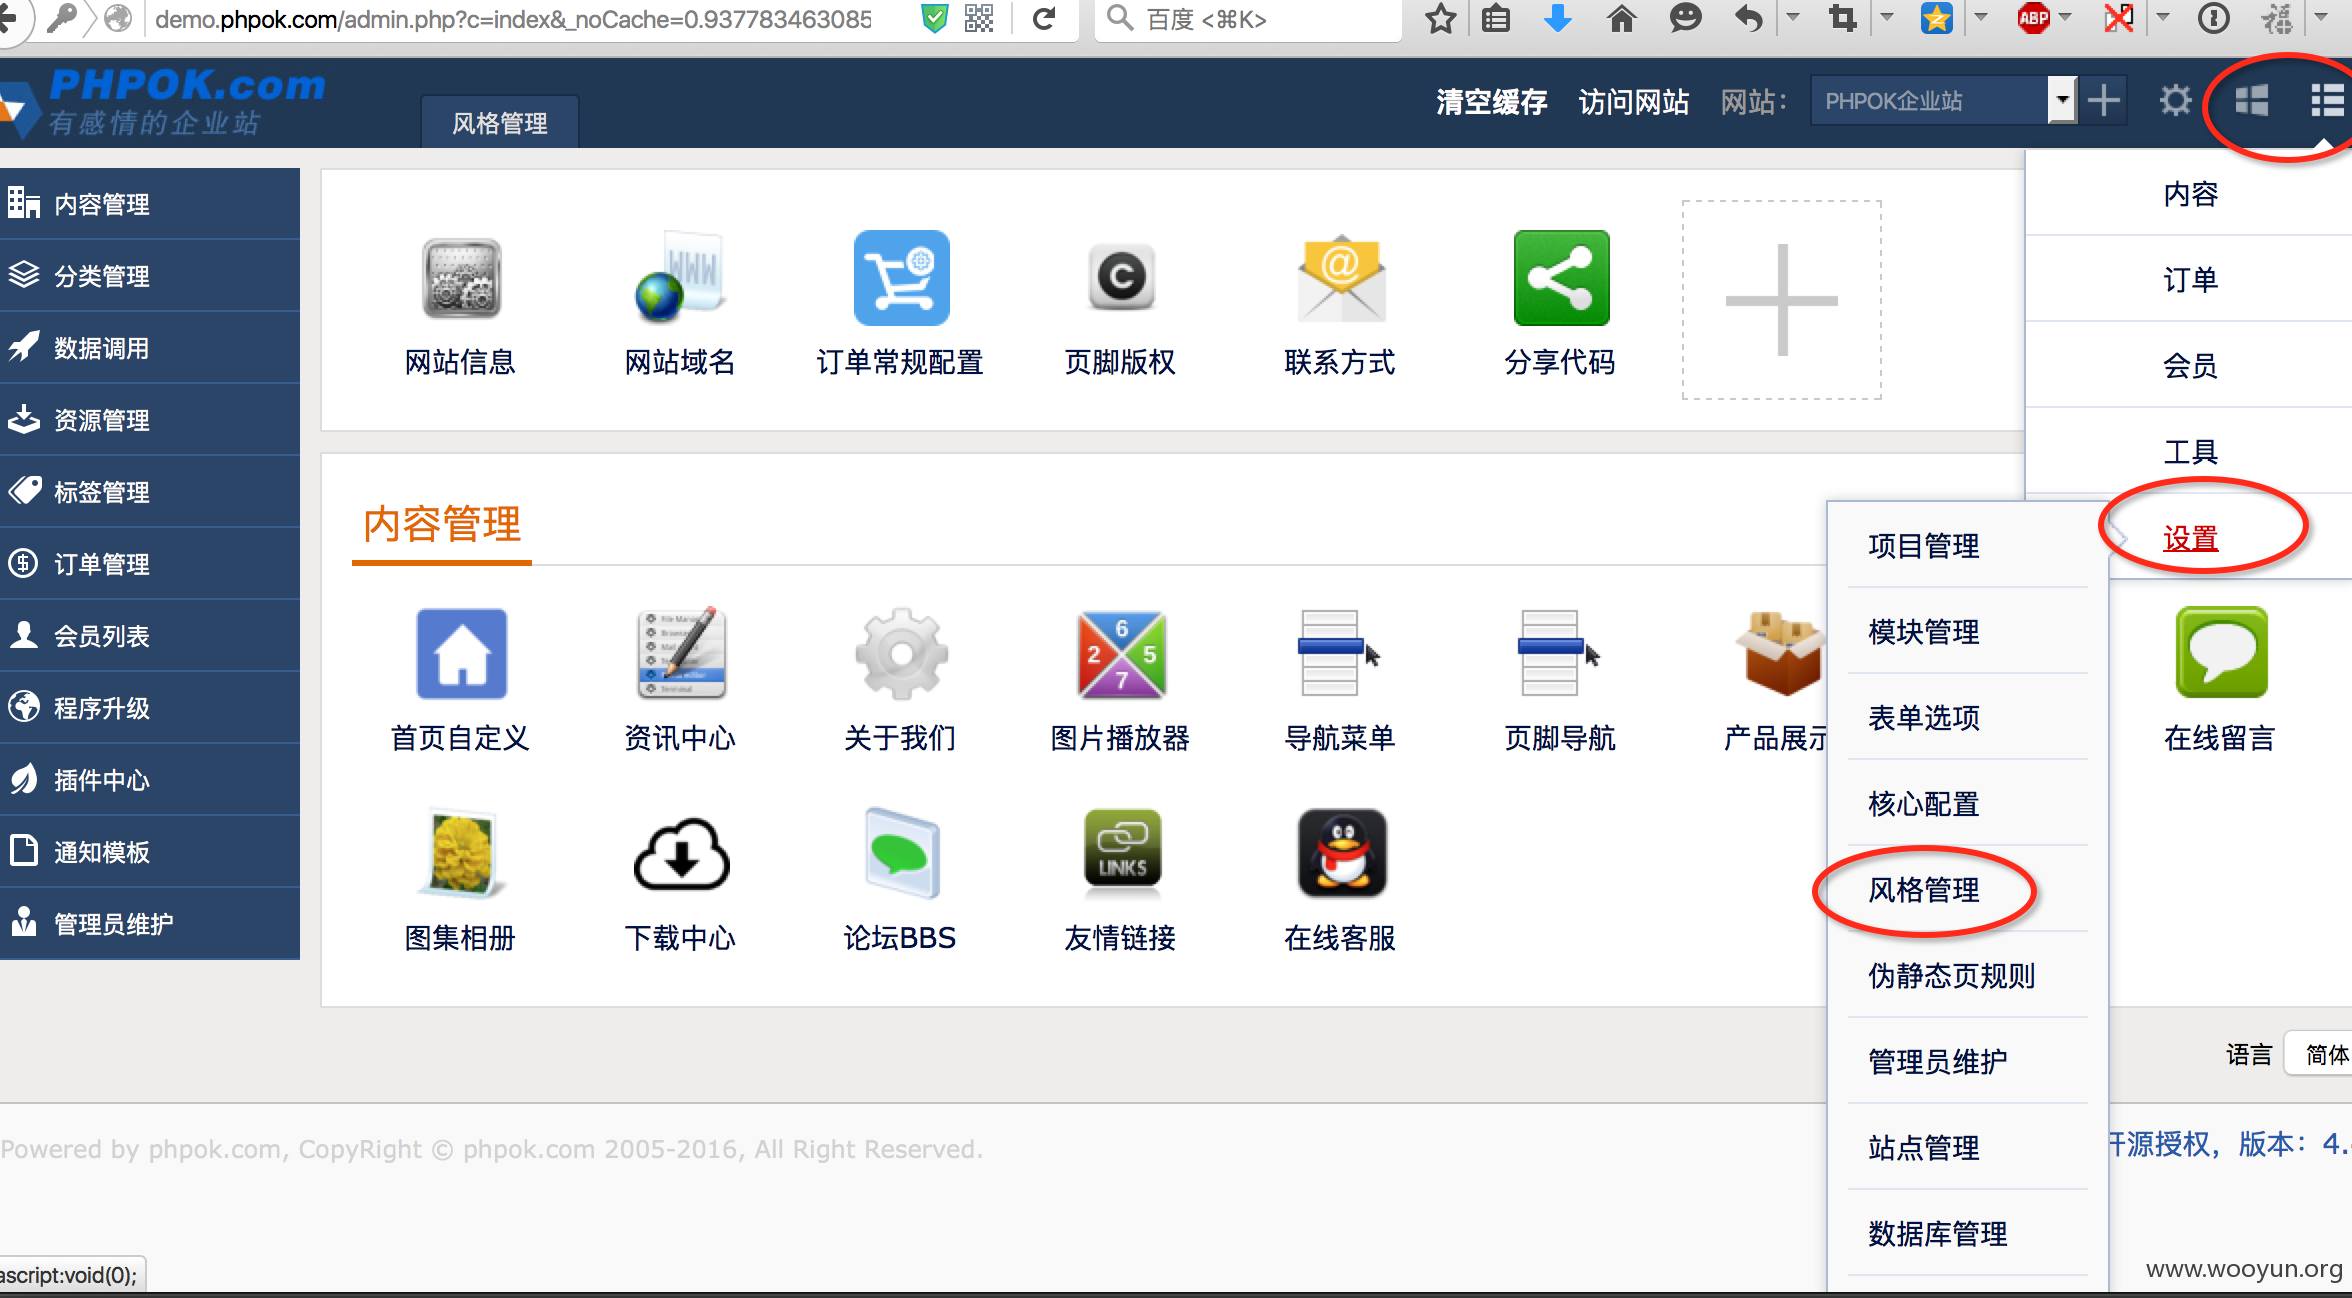 demo.phpok.com/admin.php?c=index&_noCache=0.937783463085
百度 <⌘K>
ABP
PHPOK.com
有感情的企业站
风格管理
清空缓存
访问网站
网站：
PHPOK企业站
内容管理
分类管理
数据调用
资源管理
标签管理
订单管理
会员列表
程序升级
插件中心
通知模板
管理员维护
WWW
网站信息
网站域名
订单常规配置
页脚版权
联系方式
分享代码
内容
订单
会员
工具
设置
内容管理
6
2
5
7
首页自定义
资讯中心
关于我们
图片播放器
导航菜单
页脚导航
产品展示
在线留言
LINKS
图集相册
下载中心
论坛BBS
友情链接
在线客服
项目管理
模块管理
表单选项
核心配置
风格管理
伪静态页规则
管理员维护
站点管理
数据库管理
语言
简体
Powered by phpok.com, CopyRight © phpok.com 2005-2016, All Right Reserved.
开源授权，版本：4.
ascript:void(0);
www.wooyun.org